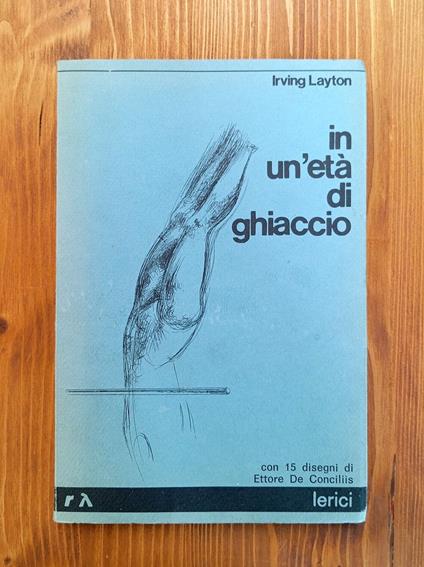 Irving Layton
in
un'età
di
ghiaccio
con 15 disegni di
Ettore De Conciliis
r λ lerici